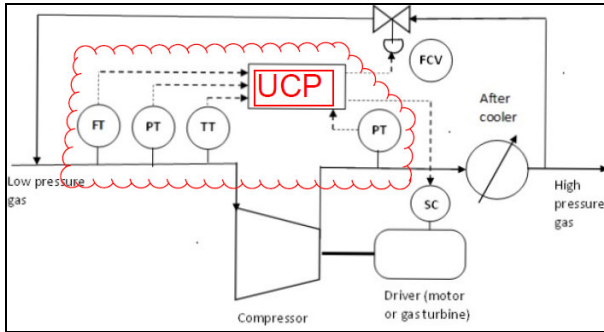 FCV
UCP
FT
PT
TT
PT
After
cooler
Low pressure
gas
SC
High
pressure
gas
Compressor
Driver (motor
or gas turbine)